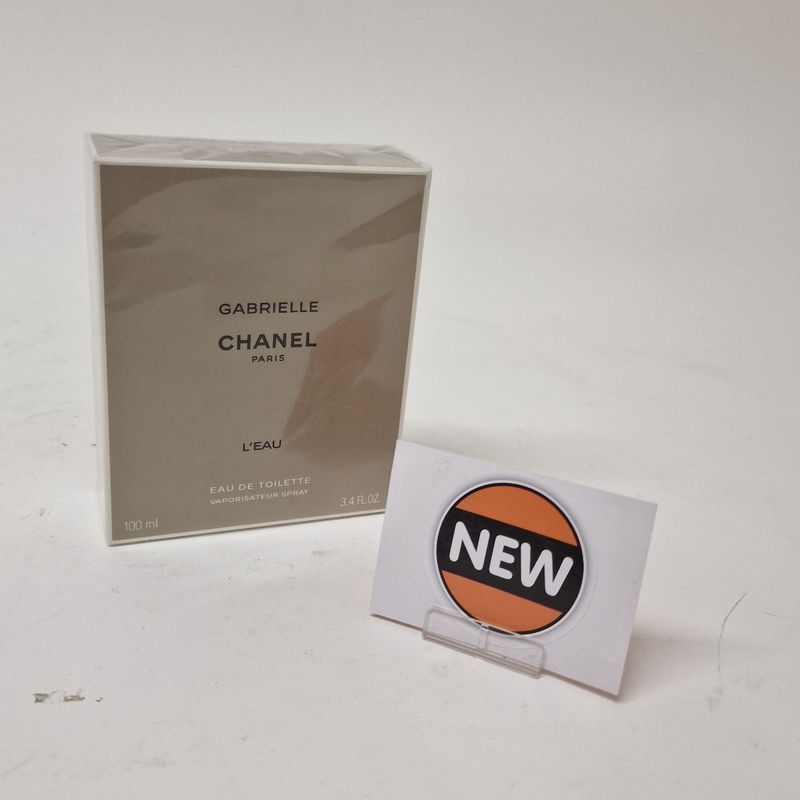 GABRIELLE
CHANEL
PARIS
L'EAU
EAU DE TOILETTE
VAPORISATEUR SPRAY
100 ml
3.4 FL.OZ.
NEW